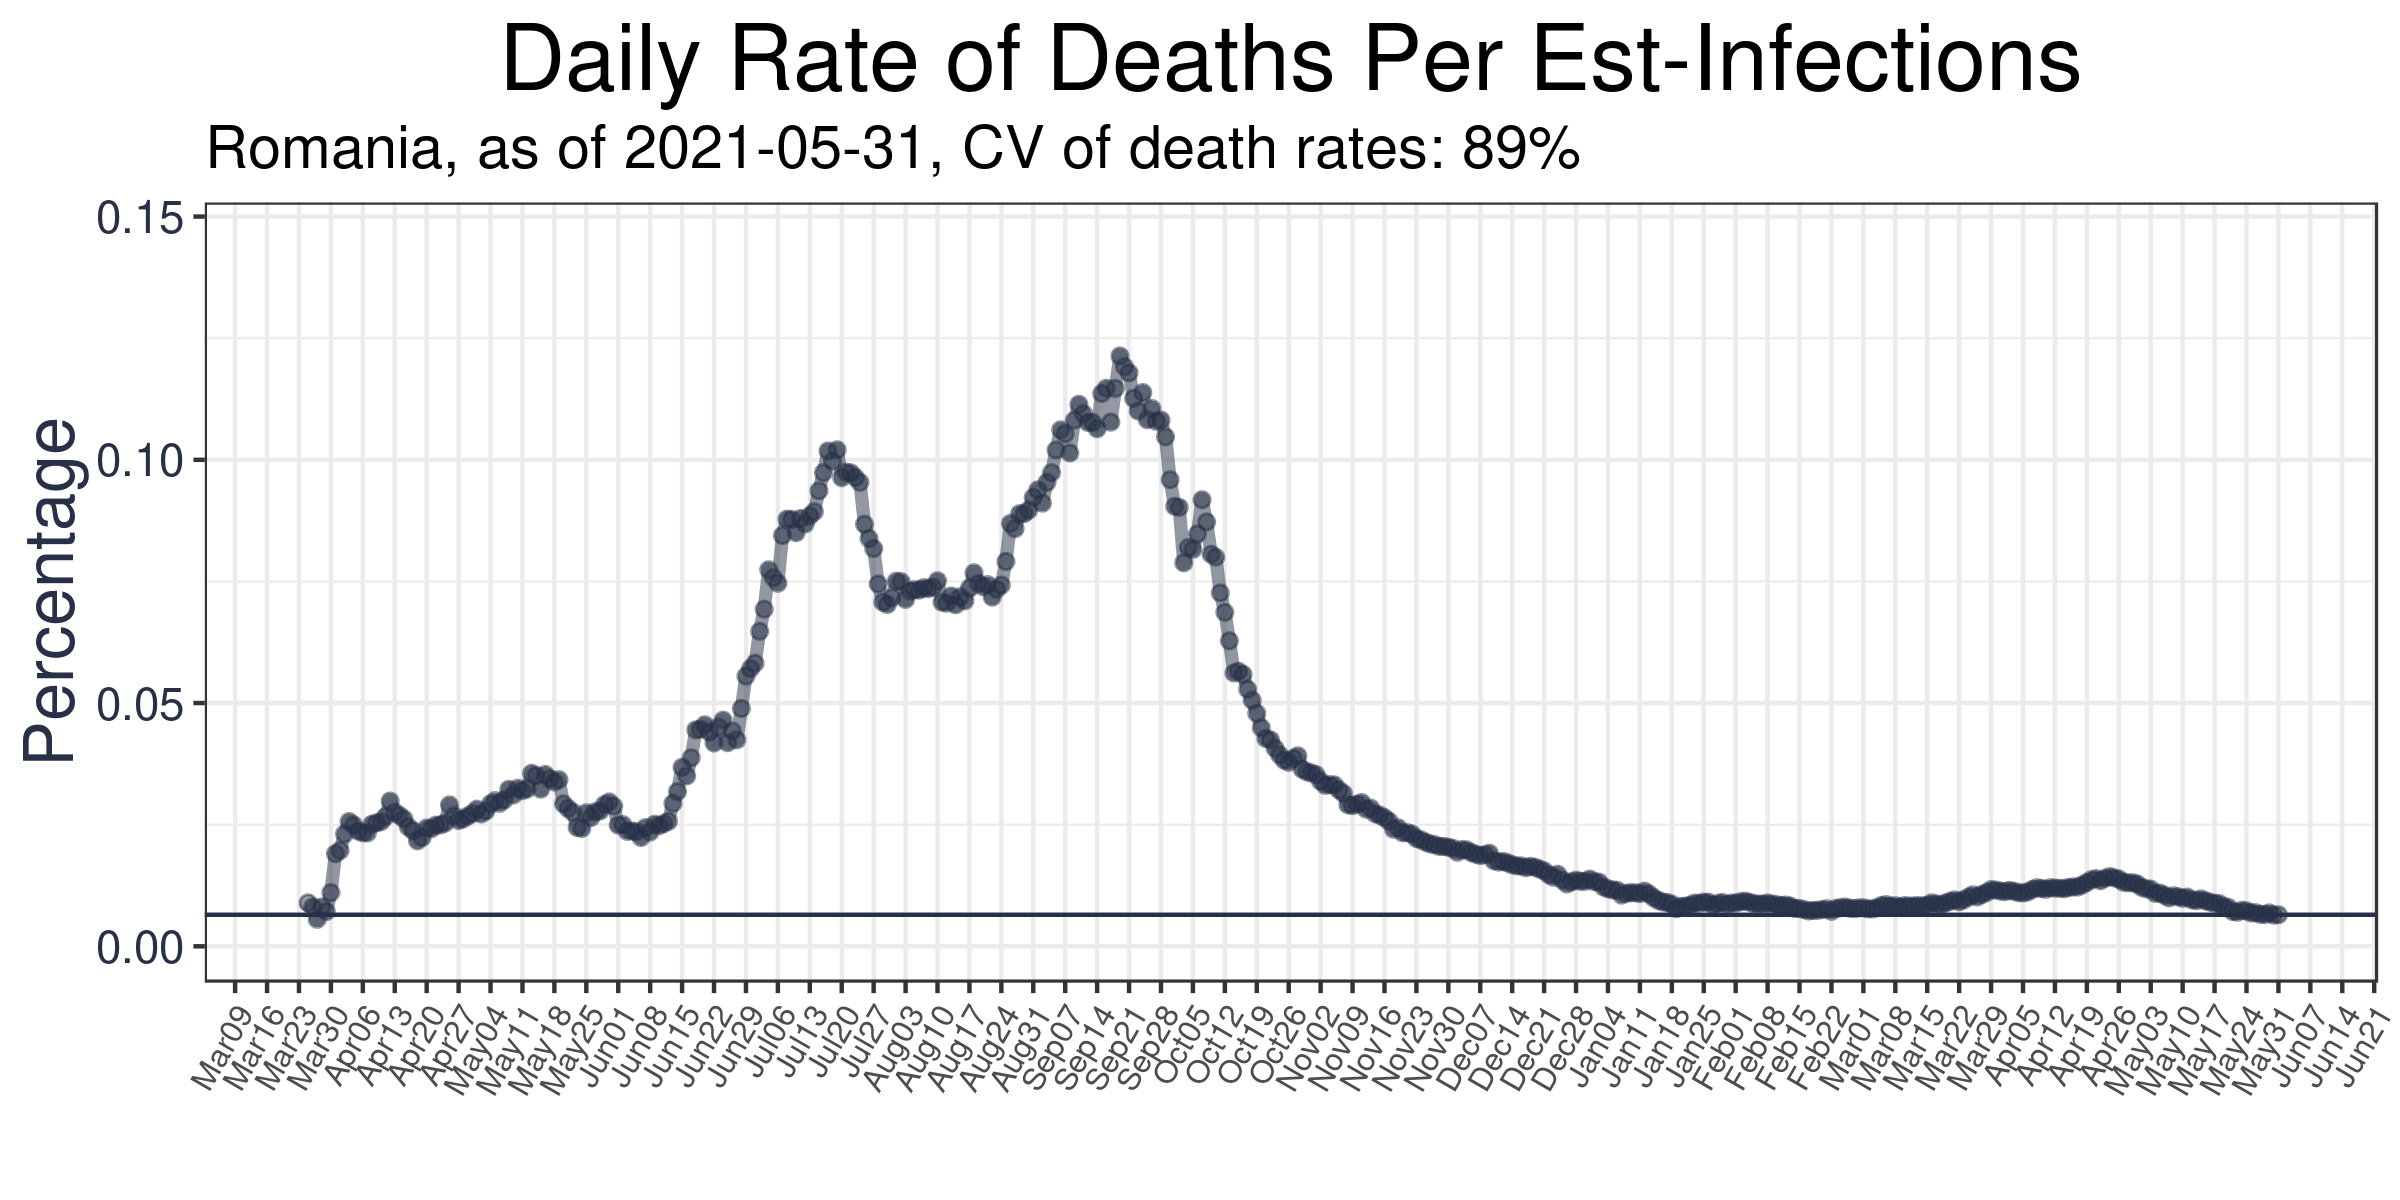 Daily Rate of Deaths Per Est-Infections
Romania, as of 2021-05-31, CV of death rates: 89%
Percentage
0.15
0.10
0.05
0.00
Mar09
Mar16
Mar23
Mar30
Apr06
Apr13
Apr20
Apr27
May04
May11
May18
May25
Jun01
Jun08
Jun15
Jun22
Jun29
Jul06
Jul13
Jul20
Jul27
Aug03
Aug10
Aug17
Aug24
Aug31
Sep07
Sep14
Sep21
Sep28
Oct05
Oct12
Oct19
Oct26
Nov02
Nov09
Nov16
Nov23
Nov30
Dec07
Dec14
Dec21
Dec28
Jan04
Jan11
Jan18
Jan25
Feb01
Feb08
Feb15
Feb22
Mar01
Mar08
Mar15
Mar22
Mar29
Apr05
Apr12
Apr19
Apr26
May03
May10
May17
May24
May31
Jun07
Jun14
Jun21